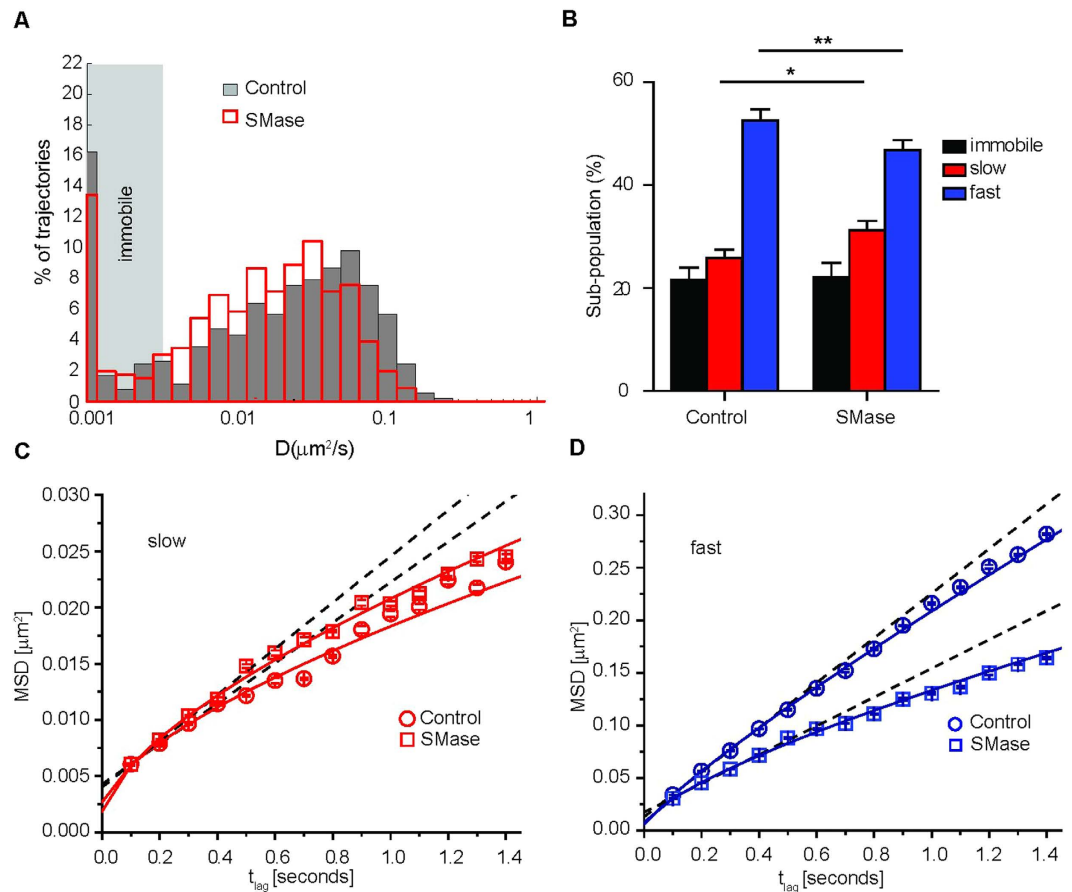 A
22
20
18
16
14
12
10
8
6
4
2
0
% of trajectories
immobile
Control
SMase
0.001
0.01
0.1
1
D(μm²/s)
B
**
*
60
40
20
0
Sub-population (%)
immobile
slow
fast
Control
SMase
C
0.030
0.025
0.020
0.015
0.010
0.005
0.000
MSD [μm²]
slow
Control
SMase
0.0 0.2 0.4 0.6 0.8 1.0 1.2 1.4
t_lag [seconds]
D
0.30
0.25
0.20
0.15
0.10
0.05
0.00
MSD [μm²]
fast
Control
SMase
0.0 0.2 0.4 0.6 0.8 1.0 1.2 1.4
t_lag [seconds]